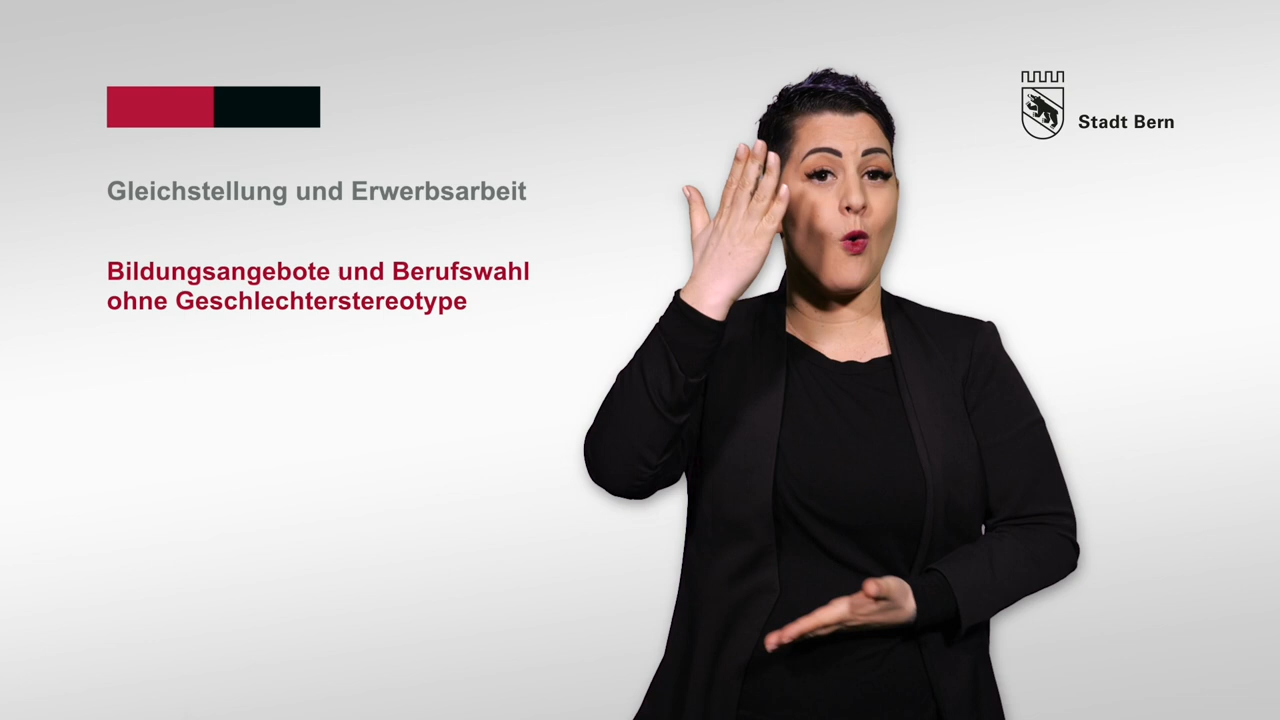 Gleichstellung und Erwerbsarbeit
Bildungsangebote und Berufswahl
ohne Geschlechterstereotype
Stadt Bern